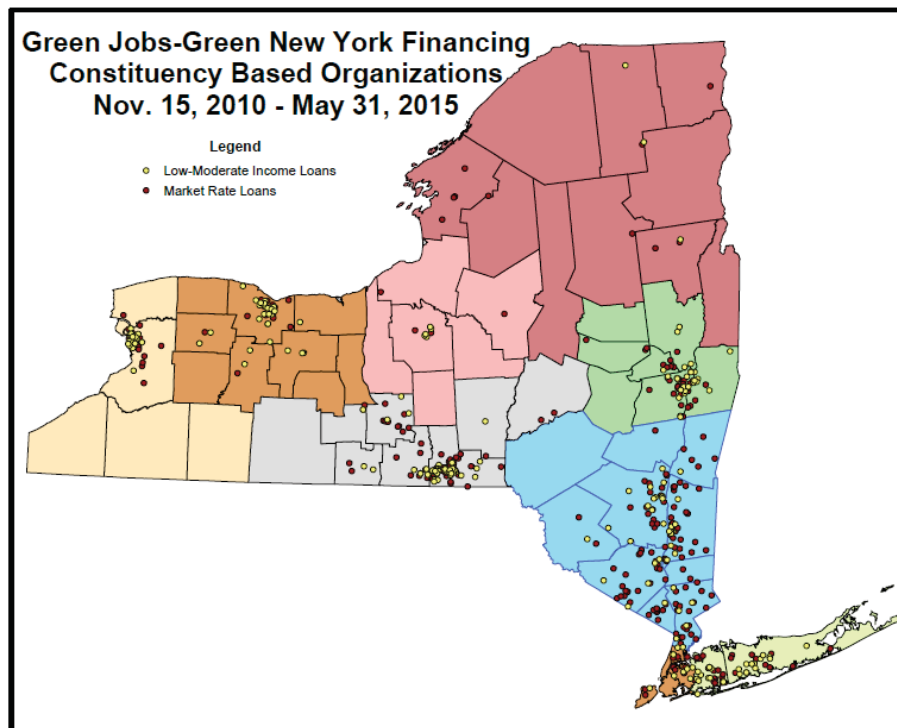 Green Jobs-Green New York Financing
Constituency Based Organizations
Nov. 15, 2010 - May 31, 2015
Legend
Low-Moderate Income Loans
Market Rate Loans